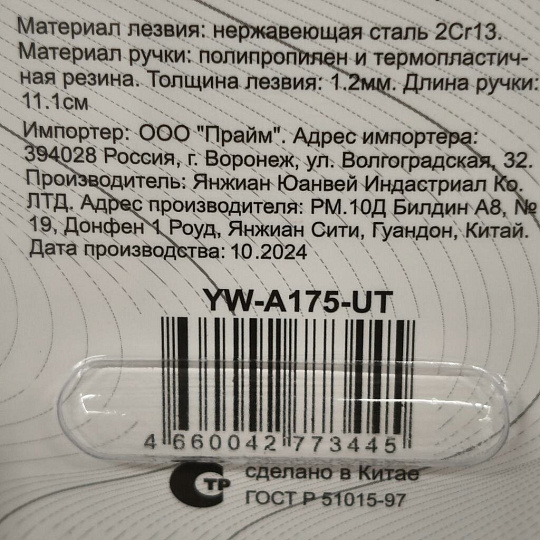 Материал лезвия: нержавеющая сталь 2Cr13.
Материал ручки: полипропилен и термопластич-
ная резина. Толщина лезвия: 1.2мм. Длина ручки:
11.1см
Импортер: ООО "Прайм". Адрес импортера:
394028 Россия, г. Воронеж, ул. Волгоградская, 32.
Производитель: Янжиан Юанвей Индастриал Ко.
ЛТД. Адрес производителя: РМ.10Д Билдин А8, №
19, Донфен 1 Роуд, Янжиан Сити, Гуандон, Китай.
Дата производства: 10.2024
YW-A175-UT
4 660042 773445
сделано в Китае
СТР ГОСТ Р 51015-97